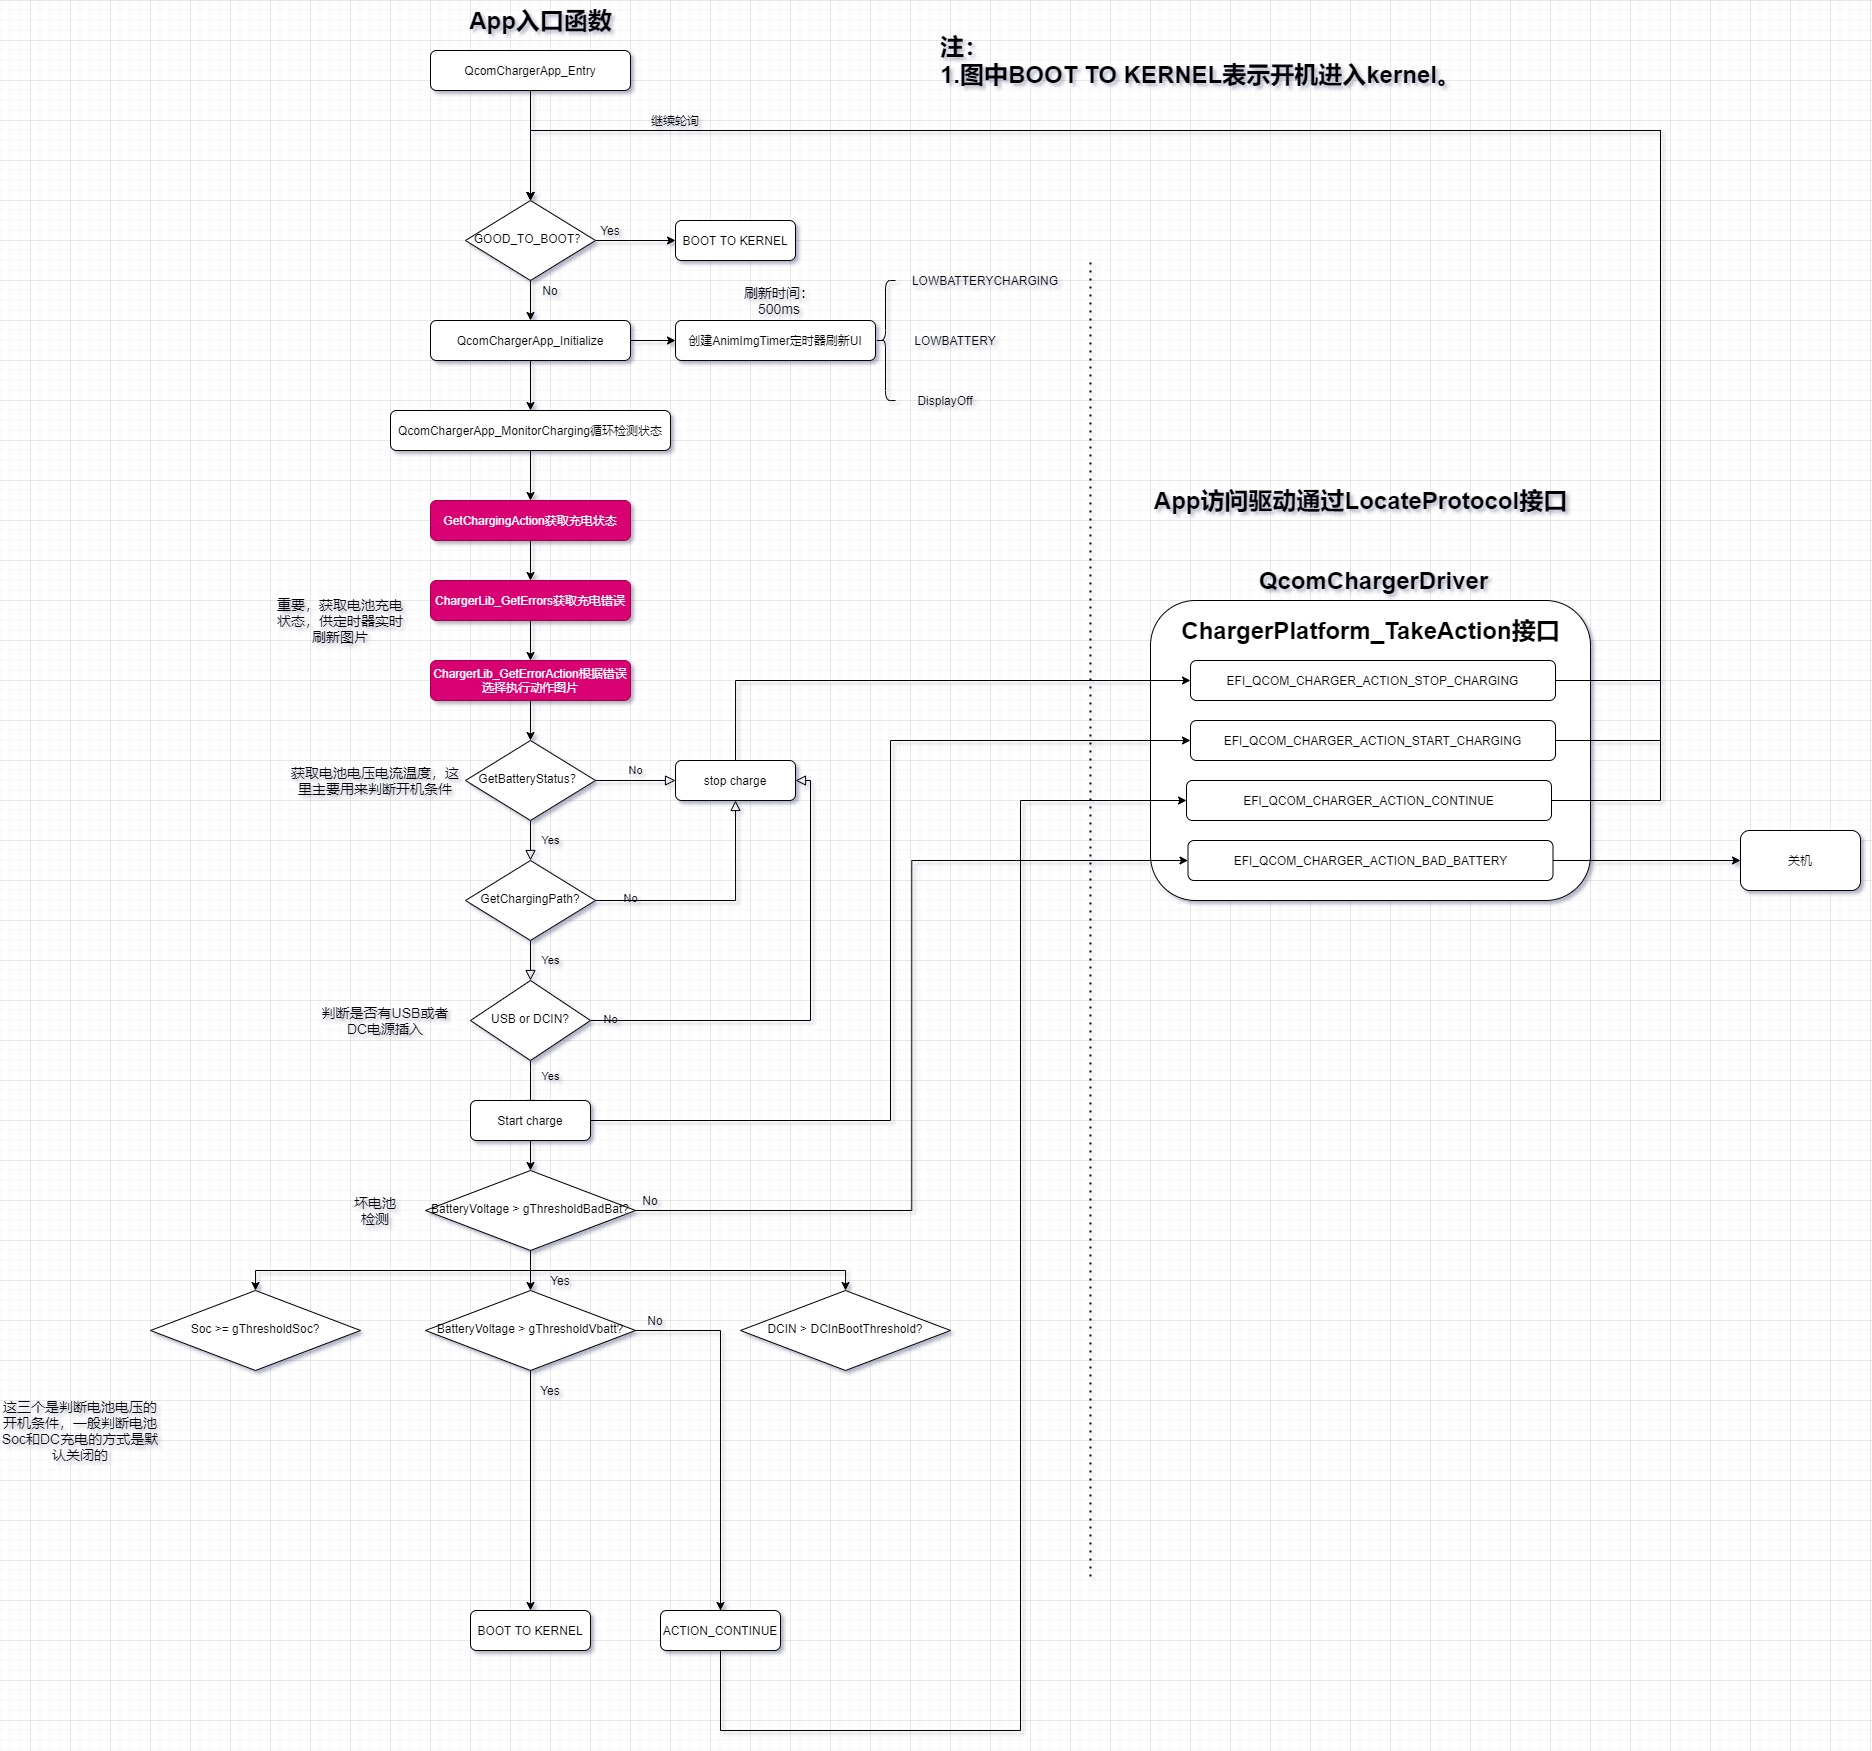 App入口函数
注：
1.图中BOOT TO KERNEL表示开机进入kernel。
QcomChargerApp_Entry
继续轮询
GOOD_TO_BOOT?
Yes
BOOT TO KERNEL
No
刷新时间：
500ms
LOWBATTERYCHARGING
QcomChargerApp_Initialize
创建AnimImgTimer定时器刷新UI
LOWBATTERY
DisplayOff
QcomChargerApp_MonitorCharging循环检测状态
App访问驱动通过LocateProtocol接口
GetChargingAction获取充电状态
QcomChargerDriver
重要，获取电池充电
状态，供定时器实时
刷新图片
ChargerLib_GetErrors获取充电错误
ChargerPlatform_TakeAction接口
ChargerLib_GetErrorAction根据错误
选择执行动作图片
EFI_QCOM_CHARGER_ACTION_STOP_CHARGING
EFI_QCOM_CHARGER_ACTION_START_CHARGING
获取电池电压电流温度，这
里主要用来判断开机条件
GetBatteryStatus?
No
stop charge
EFI_QCOM_CHARGER_ACTION_CONTINUE
Yes
EFI_QCOM_CHARGER_ACTION_BAD_BATTERY
关机
GetChargingPath?
No
Yes
判断是否有USB或者
DC电源插入
USB or DCIN?
No
Yes
Start charge
坏电池
检测
BatteryVoltage > gThresholdBadBat?
No
Yes
Soc >= gThresholdSoc?
BatteryVoltage > gThresholdVbatt?
No
DCIN > DCInBootThreshold?
Yes
这三个是判断电池电压的
开机条件，一般判断电池
Soc和DC充电的方式是默
认关闭的
BOOT TO KERNEL
ACTION_CONTINUE